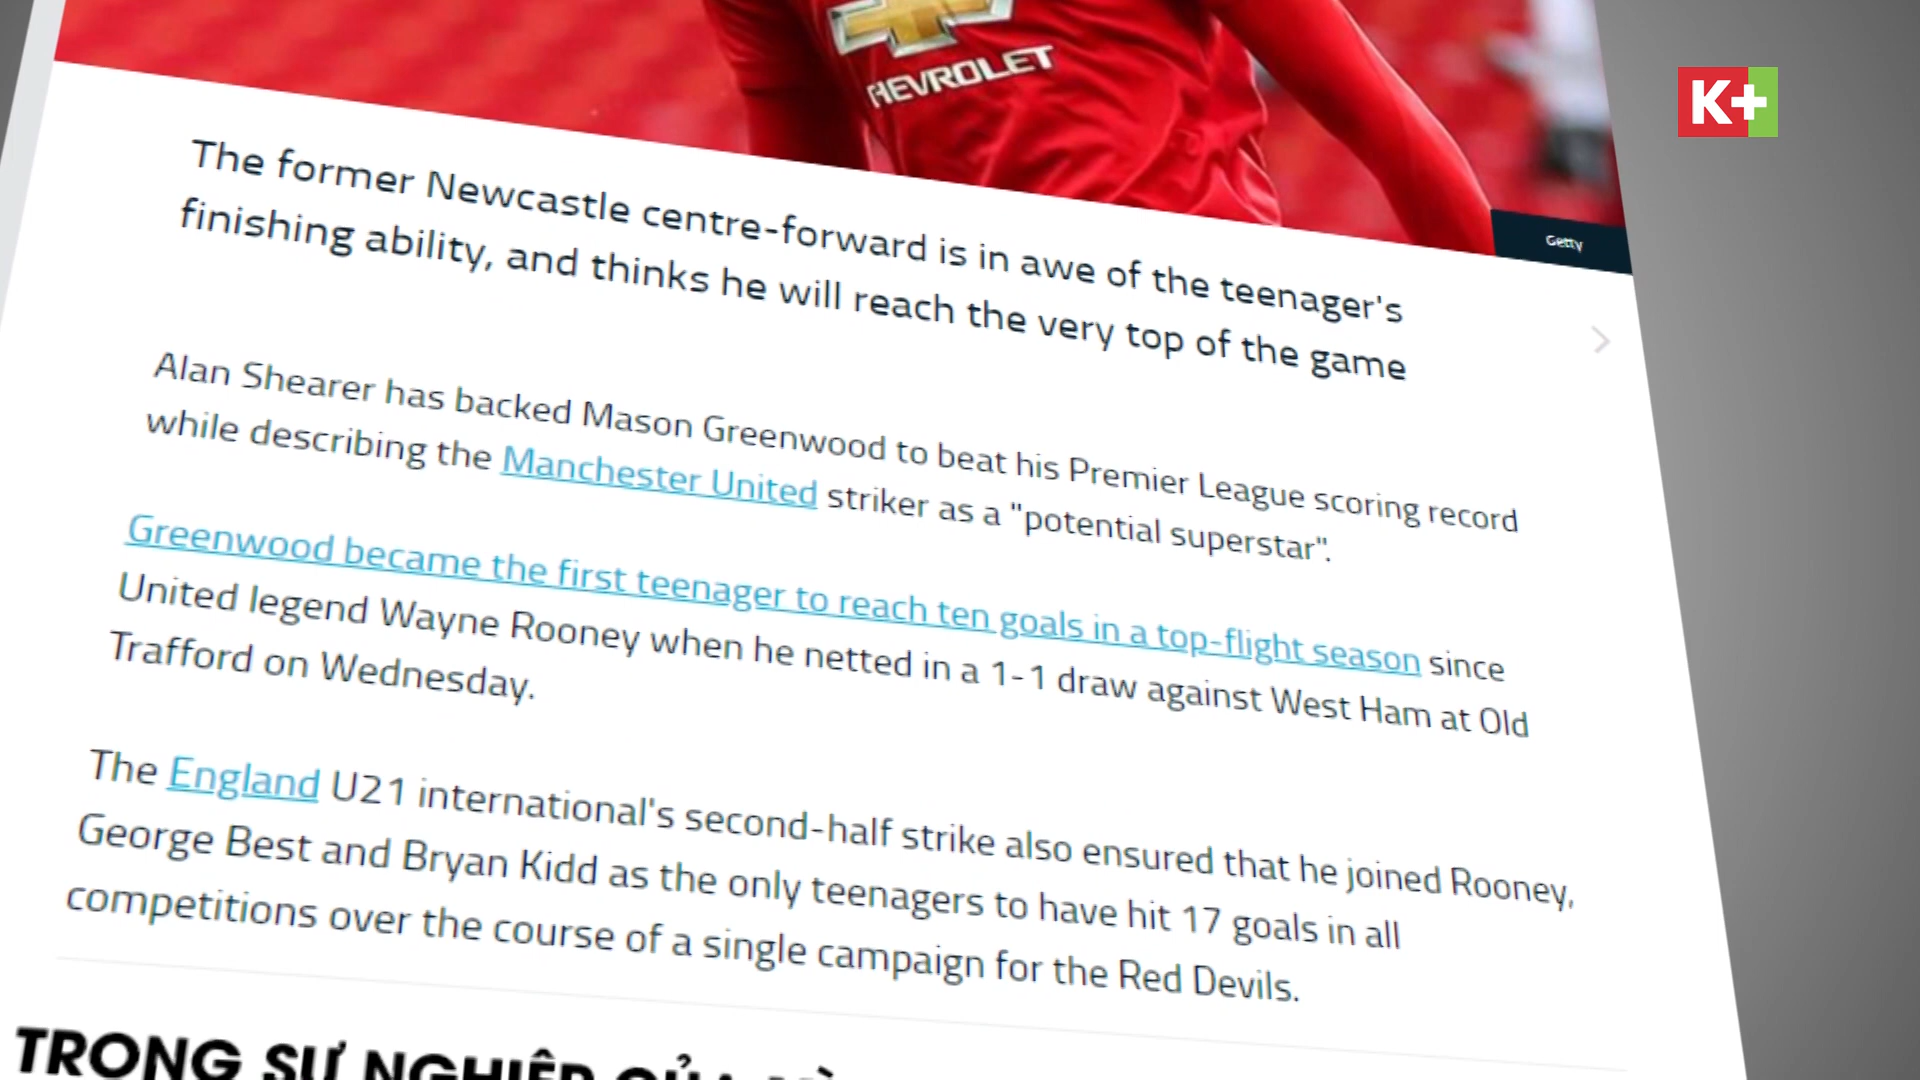 HEVROLET
K+
Getty
The former Newcastle centre-forward is in awe of the teenager's
finishing ability, and thinks he will reach the very top of the game
Alan Shearer has backed Mason Greenwood to beat his Premier League scoring record
while describing the Manchester United striker as a "potential superstar".
Greenwood became the first teenager to reach ten goals in a top-flight season since
United legend Wayne Rooney when he netted in a 1-1 draw against West Ham at Old
Trafford on Wednesday.
The England U21 international's second-half strike also ensured that he joined Rooney,
George Best and Bryan Kidd as the only teenagers to have hit 17 goals in all
competitions over the course of a single campaign for the Red Devils.
TRONG SỰ NGHIỆP CỦA